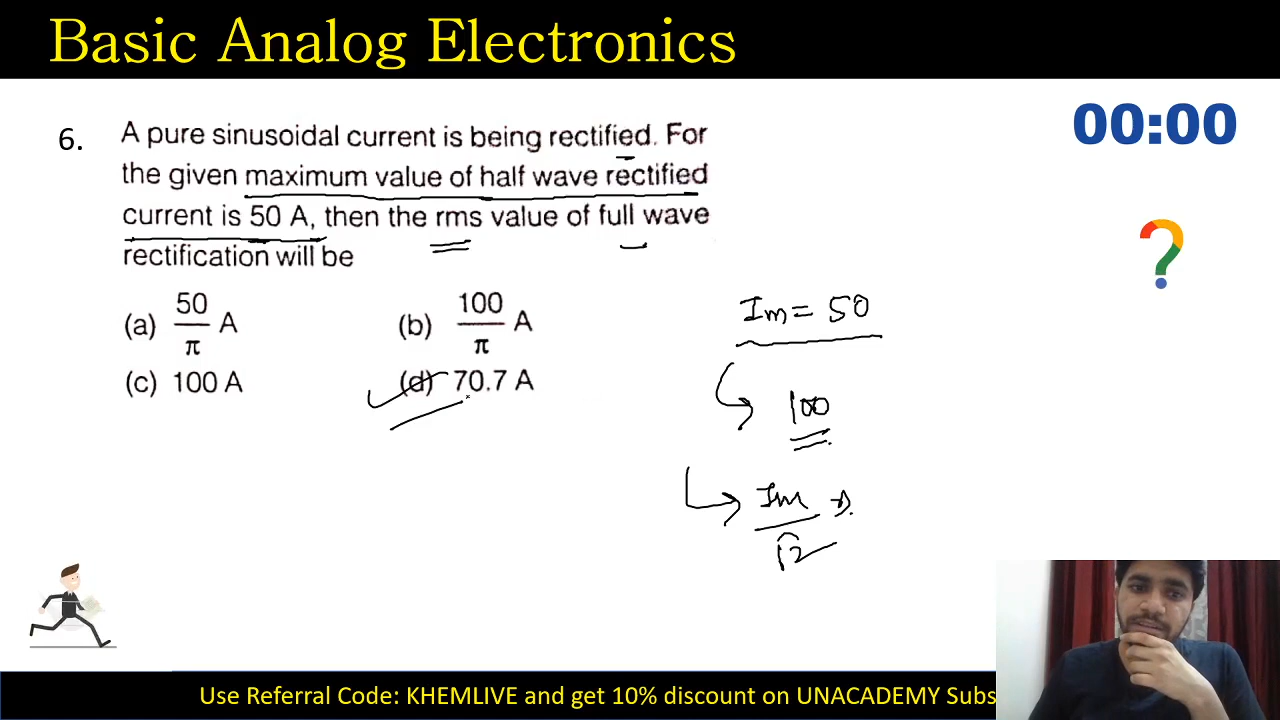 Basic Analog Electronics
00:00
6. A pure sinusoidal current is being rectified. For
the given maximum value of half wave rectified
current is 50 A, then the rms value of full wave
rectification will be
(a) 50/π A (b) 100/π A
(c) 100 A (d) 70.7 A
Im = 50
100
Im
√2
?
Use Referral Code: KHEMLIVE and get 10% discount on UNACADEMY Subs